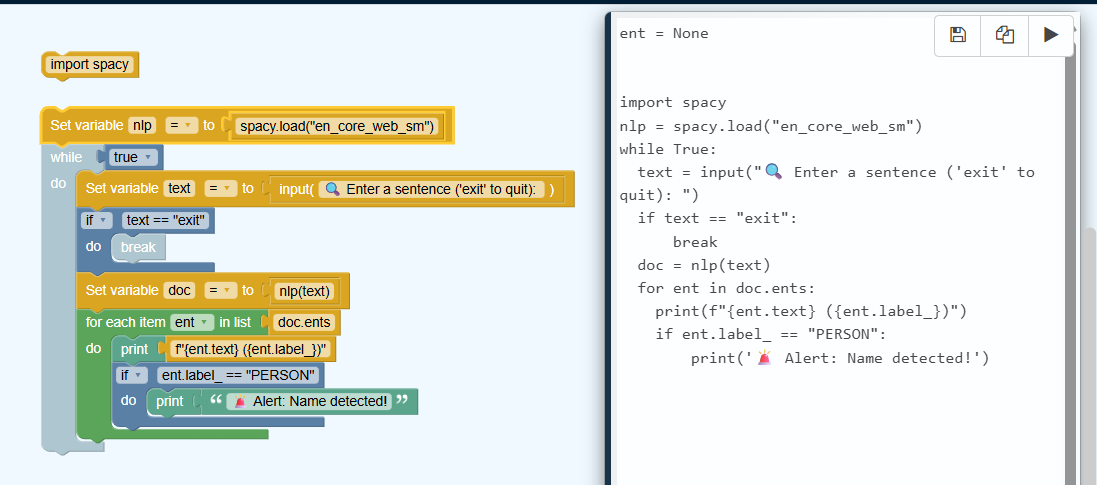 import spacy
Set variable nlp = to spacy.load("en_core_web_sm")
while true
do Set variable text = to input( 🔍 Enter a sentence ('exit' to quit): )
if text == "exit"
do break
Set variable doc = to nlp(text)
for each item ent in list doc.ents
do print f"{ent.text} ({ent.label_})"
if ent.label_ == "PERSON"
do print “ 🚨 Alert: Name detected! ”
ent = None
import spacy
nlp = spacy.load("en_core_web_sm")
while True:
text = input("🔍 Enter a sentence ('exit' to
quit): ")
if text == "exit":
break
doc = nlp(text)
for ent in doc.ents:
print(f"{ent.text} ({ent.label_})")
if ent.label_ == "PERSON":
print('🚨 Alert: Name detected!')